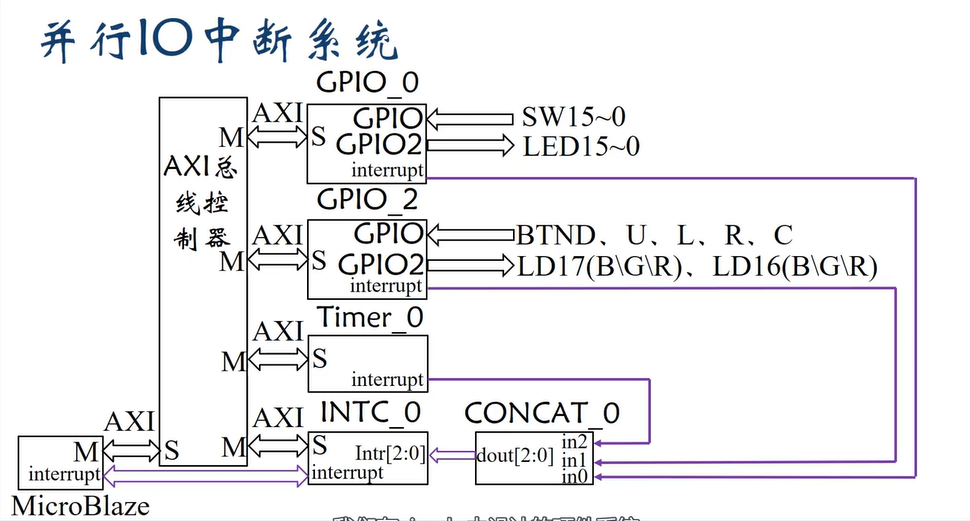 并行IO中断系统
GPIO_0
AXI
M
S
GPIO
SW15~0
GPIO2
LED15~0
interrupt
AXI总
线控
制器
GPIO_2
AXI
M
S
GPIO
BTND、U、L、R、C
GPIO2
LD17(B\G\R)、LD16(B\G\R)
interrupt
Timer_0
AXI
M
S
interrupt
INTC_0
CONCAT_0
AXI
M
S
Intr[2:0]
interrupt
dout[2:0]
in2
in1
in0
AXI
M
S
interrupt
MicroBlaze